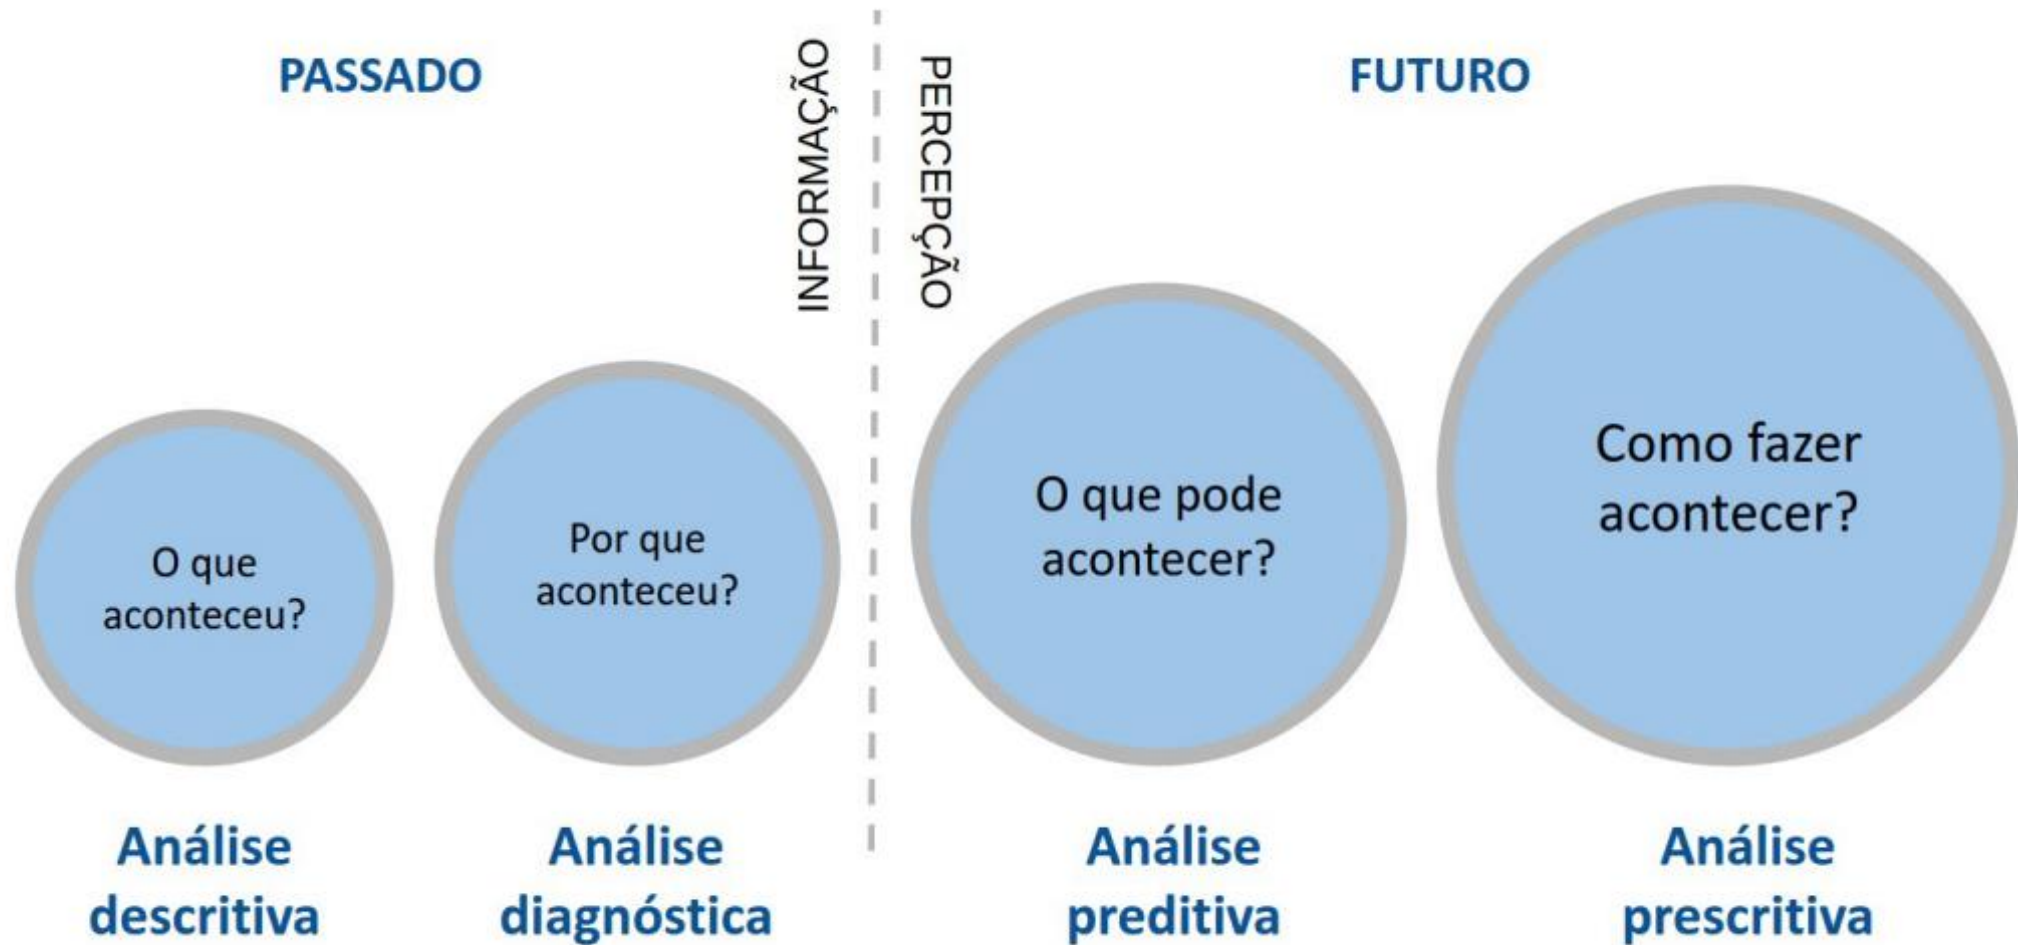 PASSADO
INFORMAÇÃO
PERCEPÇÃO
FUTURO
O que
aconteceu?
Por que
aconteceu?
O que pode
acontecer?
Como fazer
acontecer?
Análise
descritiva
Análise
diagnóstica
Análise
preditiva
Análise
prescritiva